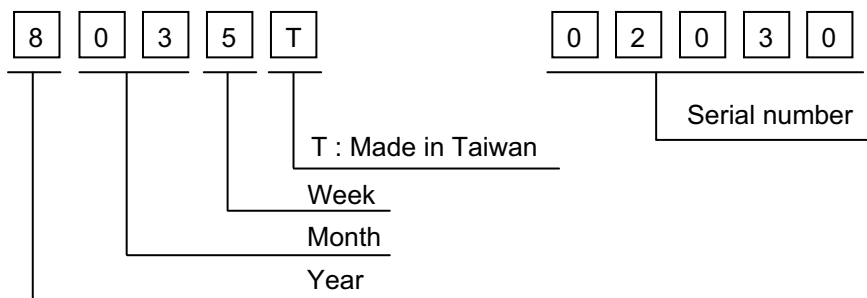 8 0 3 5 T 0 2 0 3 0
Serial number
T : Made in Taiwan
Week
Month
Year